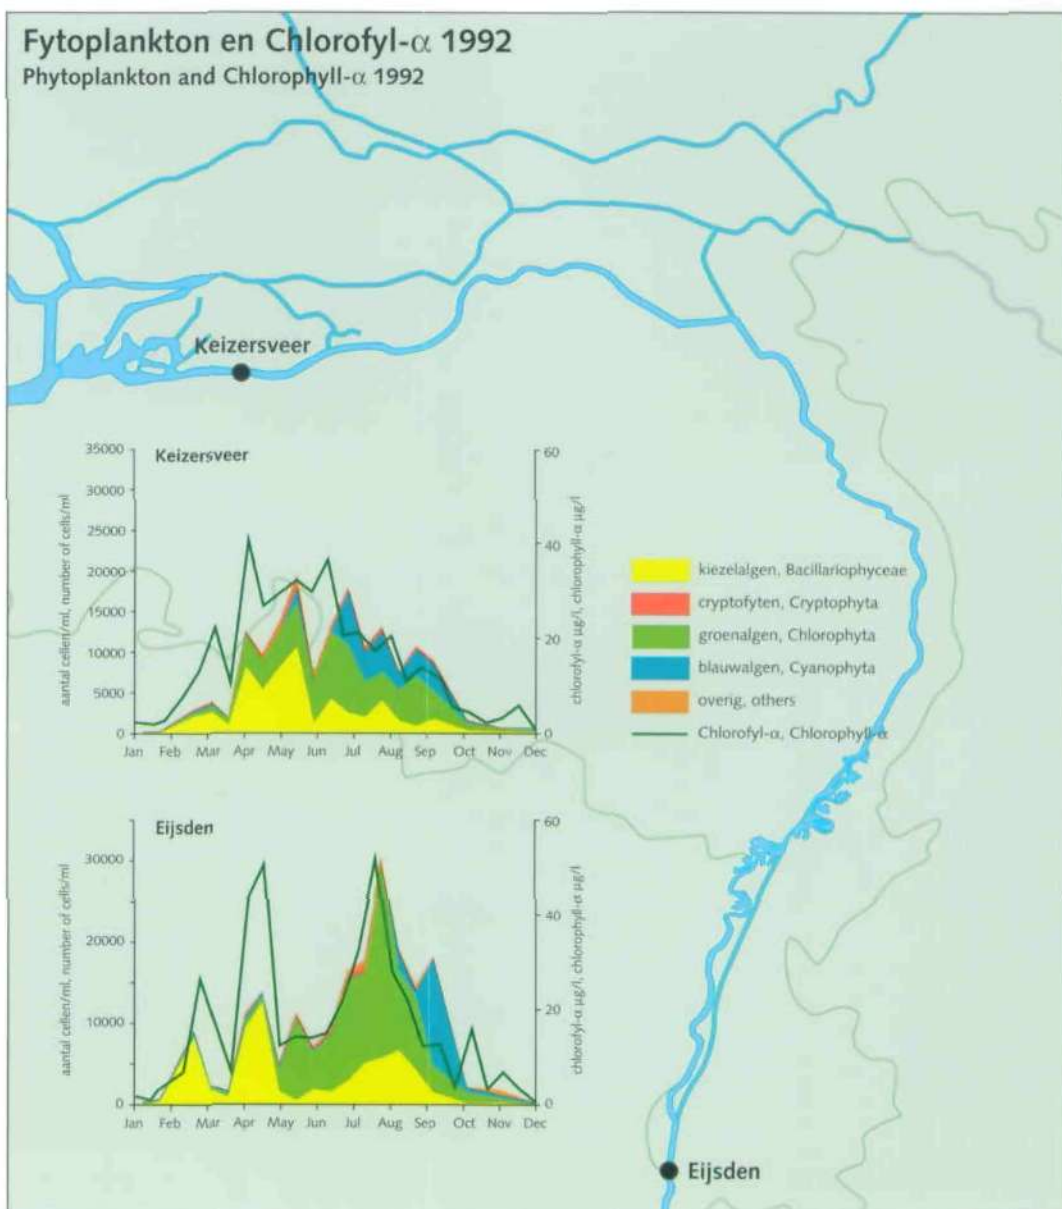 Fytoplankton en Chlorofyl-α 1992
Phytoplankton and Chlorophyll-α 1992
Keizersveer
Keizersveer
35000
30000
25000
20000
15000
10000
5000
0
aantal cellen/ml, number of cells/ml
60
40
20
0
chlorofyl-α µg/l, chlorophyll-α µg/l
Jan Feb Mar Apr May Jun Jul Aug Sep Oct Nov Dec
kiezelalgen, Bacillariophyceae
cryptofyten, Cryptophyta
groenalgen, Chlorophyta
blauwalgen, Cyanophyta
overig, others
Chlorofyl-α, Chlorophyll-α
Eijsden
30000
20000
10000
0
aantal cellen/ml, number of cells/ml
60
40
20
0
chlorofyl-α µg/l, chlorophyll-α µg/l
Jan Feb Mar Apr May Jun Jul Aug Sep Oct Nov Dec
Eijsden